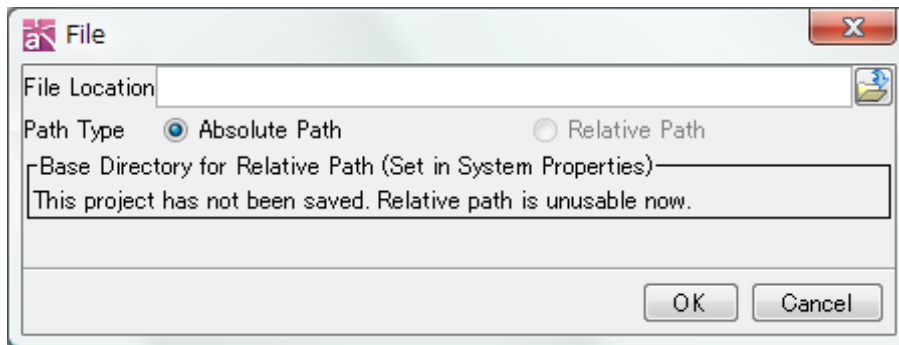 File
File Location
Path Type Absolute Path Relative Path
Base Directory for Relative Path (Set in System Properties)
This project has not been saved. Relative path is unusable now.
OK Cancel